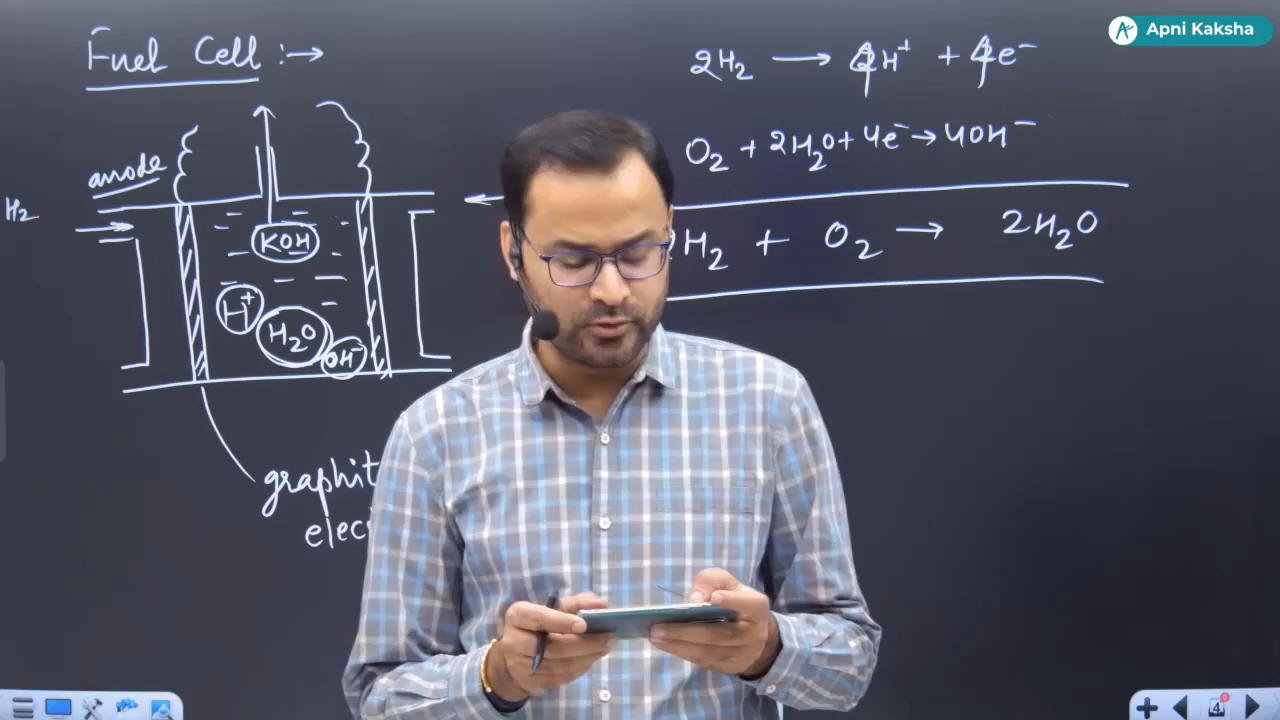 Fuel Cell :→
Apni Kaksha
2H₂ → 4H⁺ + 4e⁻
O₂ + 2H₂O + 4e⁻ → 4OH⁻
H₂ + O₂ → 2H₂O
anode
H₂
KOH
H⁺
H₂O
OH⁻
4